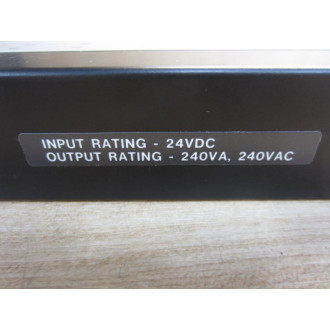 INPUT RATING - 24VDC
OUTPUT RATING - 240VA, 240VAC